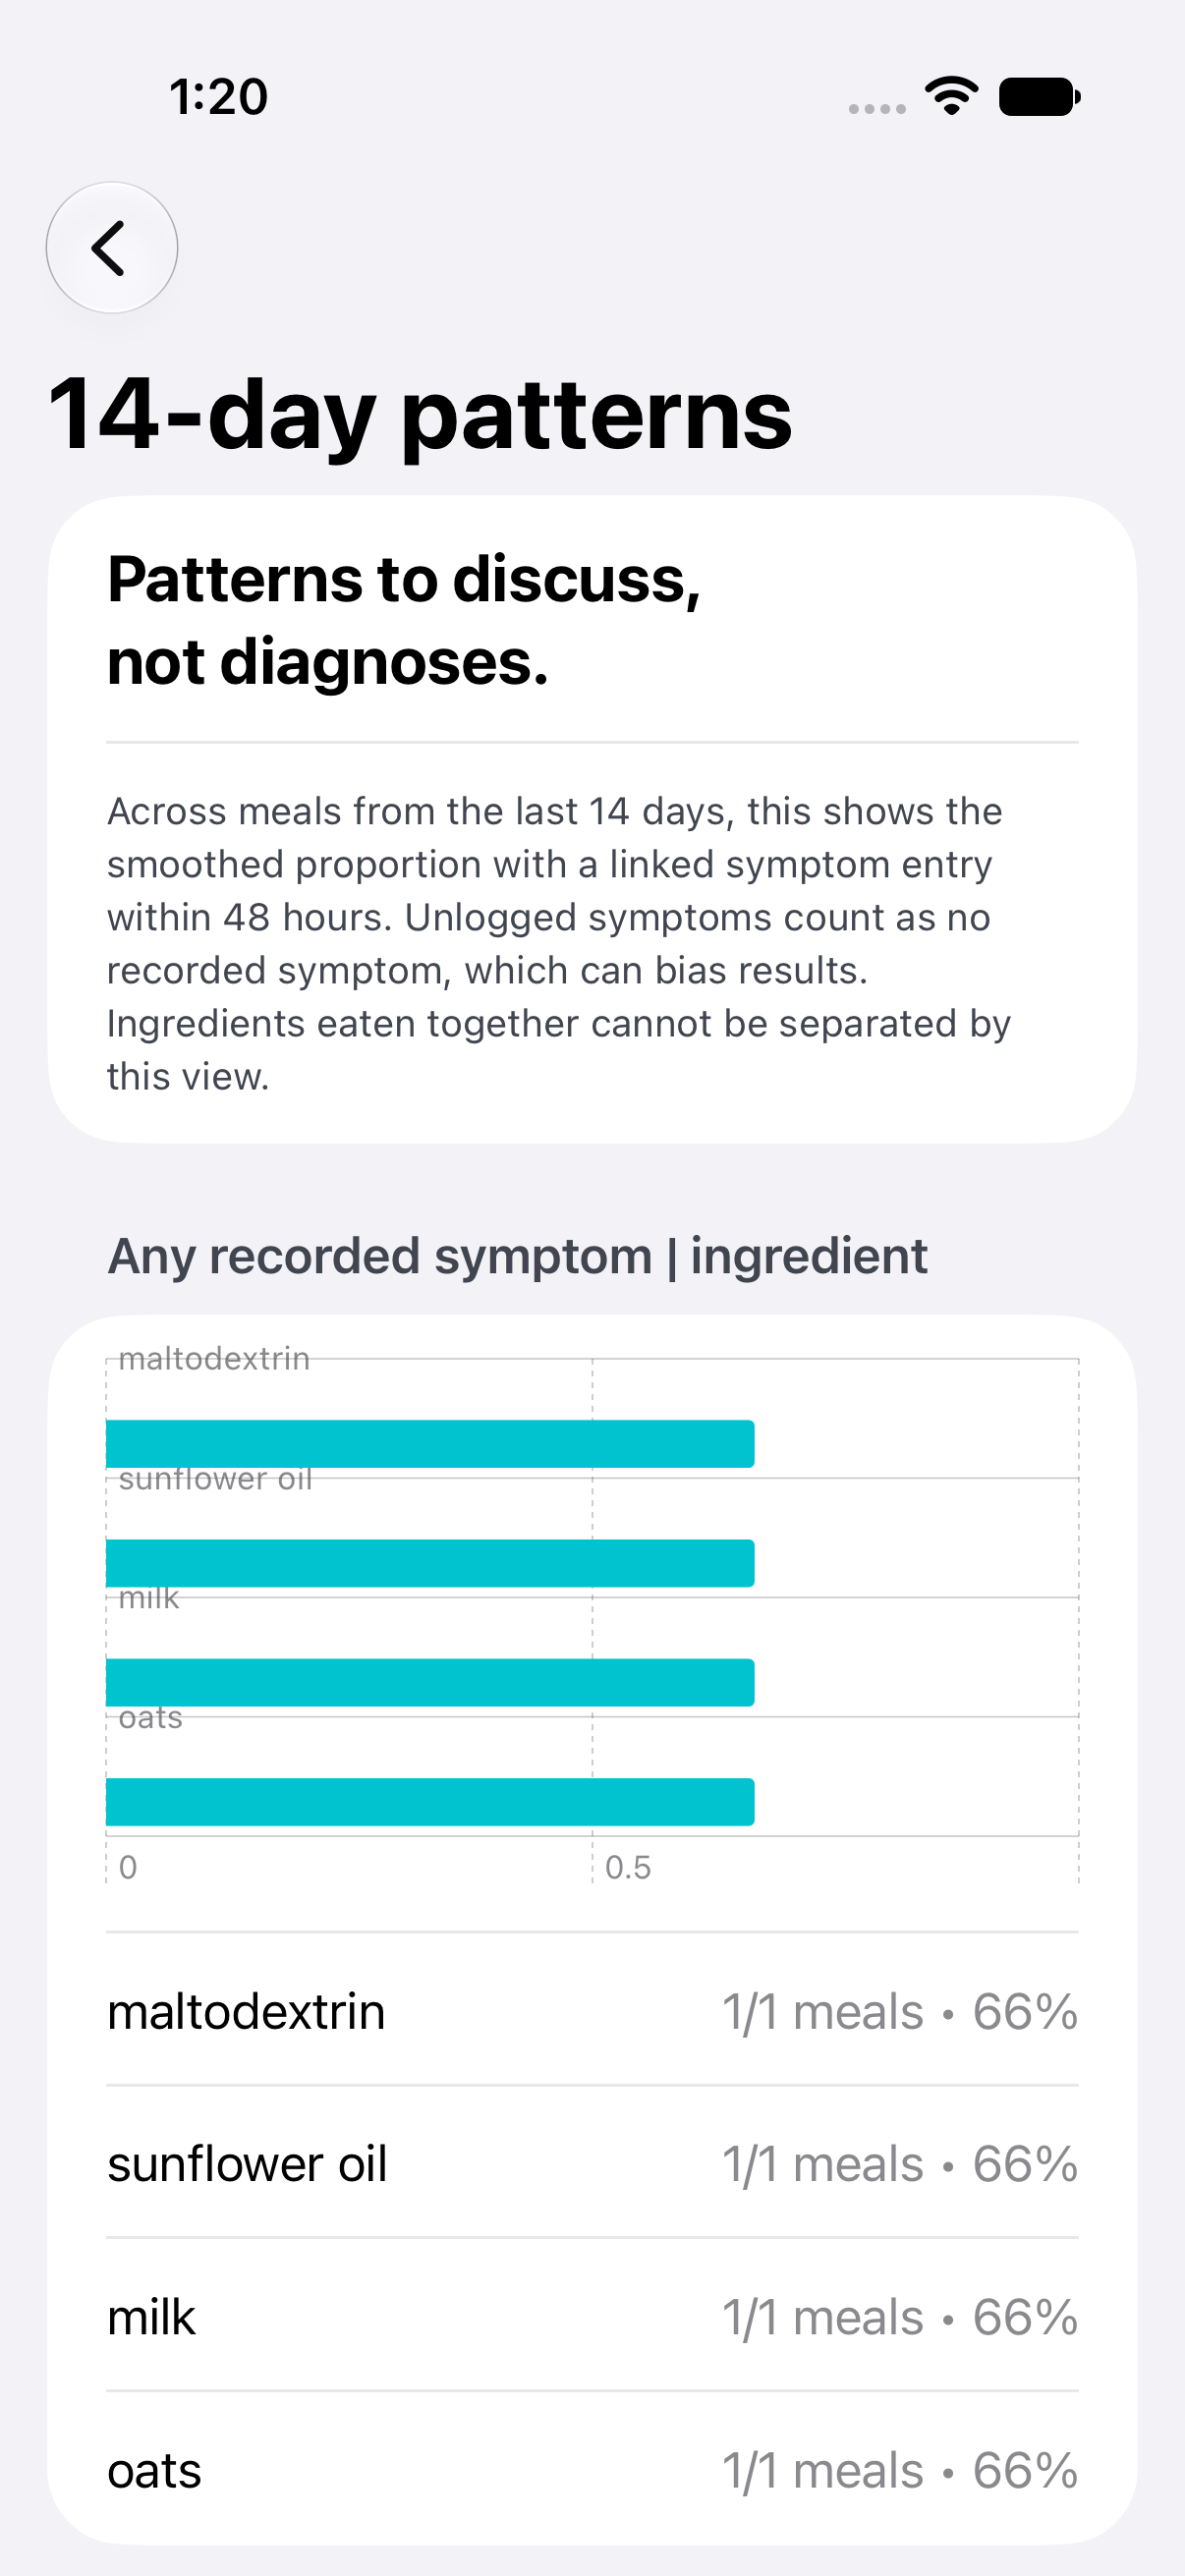 1:20
14-day patterns
Patterns to discuss,
not diagnoses.
Across meals from the last 14 days, this shows the
smoothed proportion with a linked symptom entry
within 48 hours. Unlogged symptoms count as no
recorded symptom, which can bias results.
Ingredients eaten together cannot be separated by
this view.
Any recorded symptom | ingredient
maltodextrin
sunflower oil
milk
oats
0 0.5
maltodextrin 1/1 meals • 66%
sunflower oil 1/1 meals • 66%
milk 1/1 meals • 66%
oats 1/1 meals • 66%